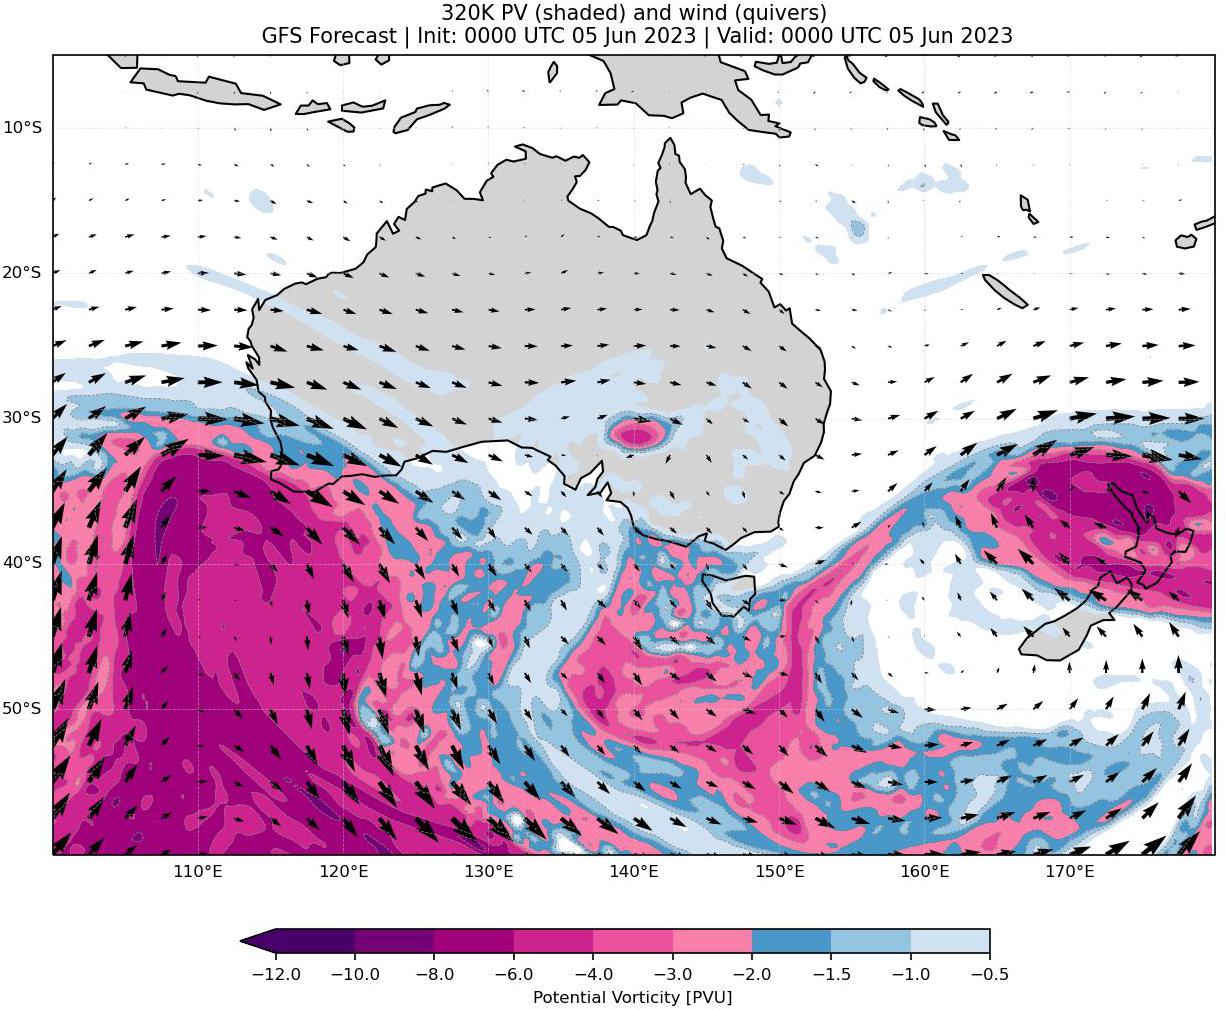 320K PV (shaded) and wind (quivers)
GFS Forecast | Init: 0000 UTC 05 Jun 2023 | Valid: 0000 UTC 05 Jun 2023
10°S
20°S
30°S
40°S
50°S
110°E 120°E 130°E 140°E 150°E 160°E 170°E
−12.0 −10.0 −8.0 −6.0 −4.0 −3.0 −2.0 −1.5 −1.0 −0.5
Potential Vorticity [PVU]